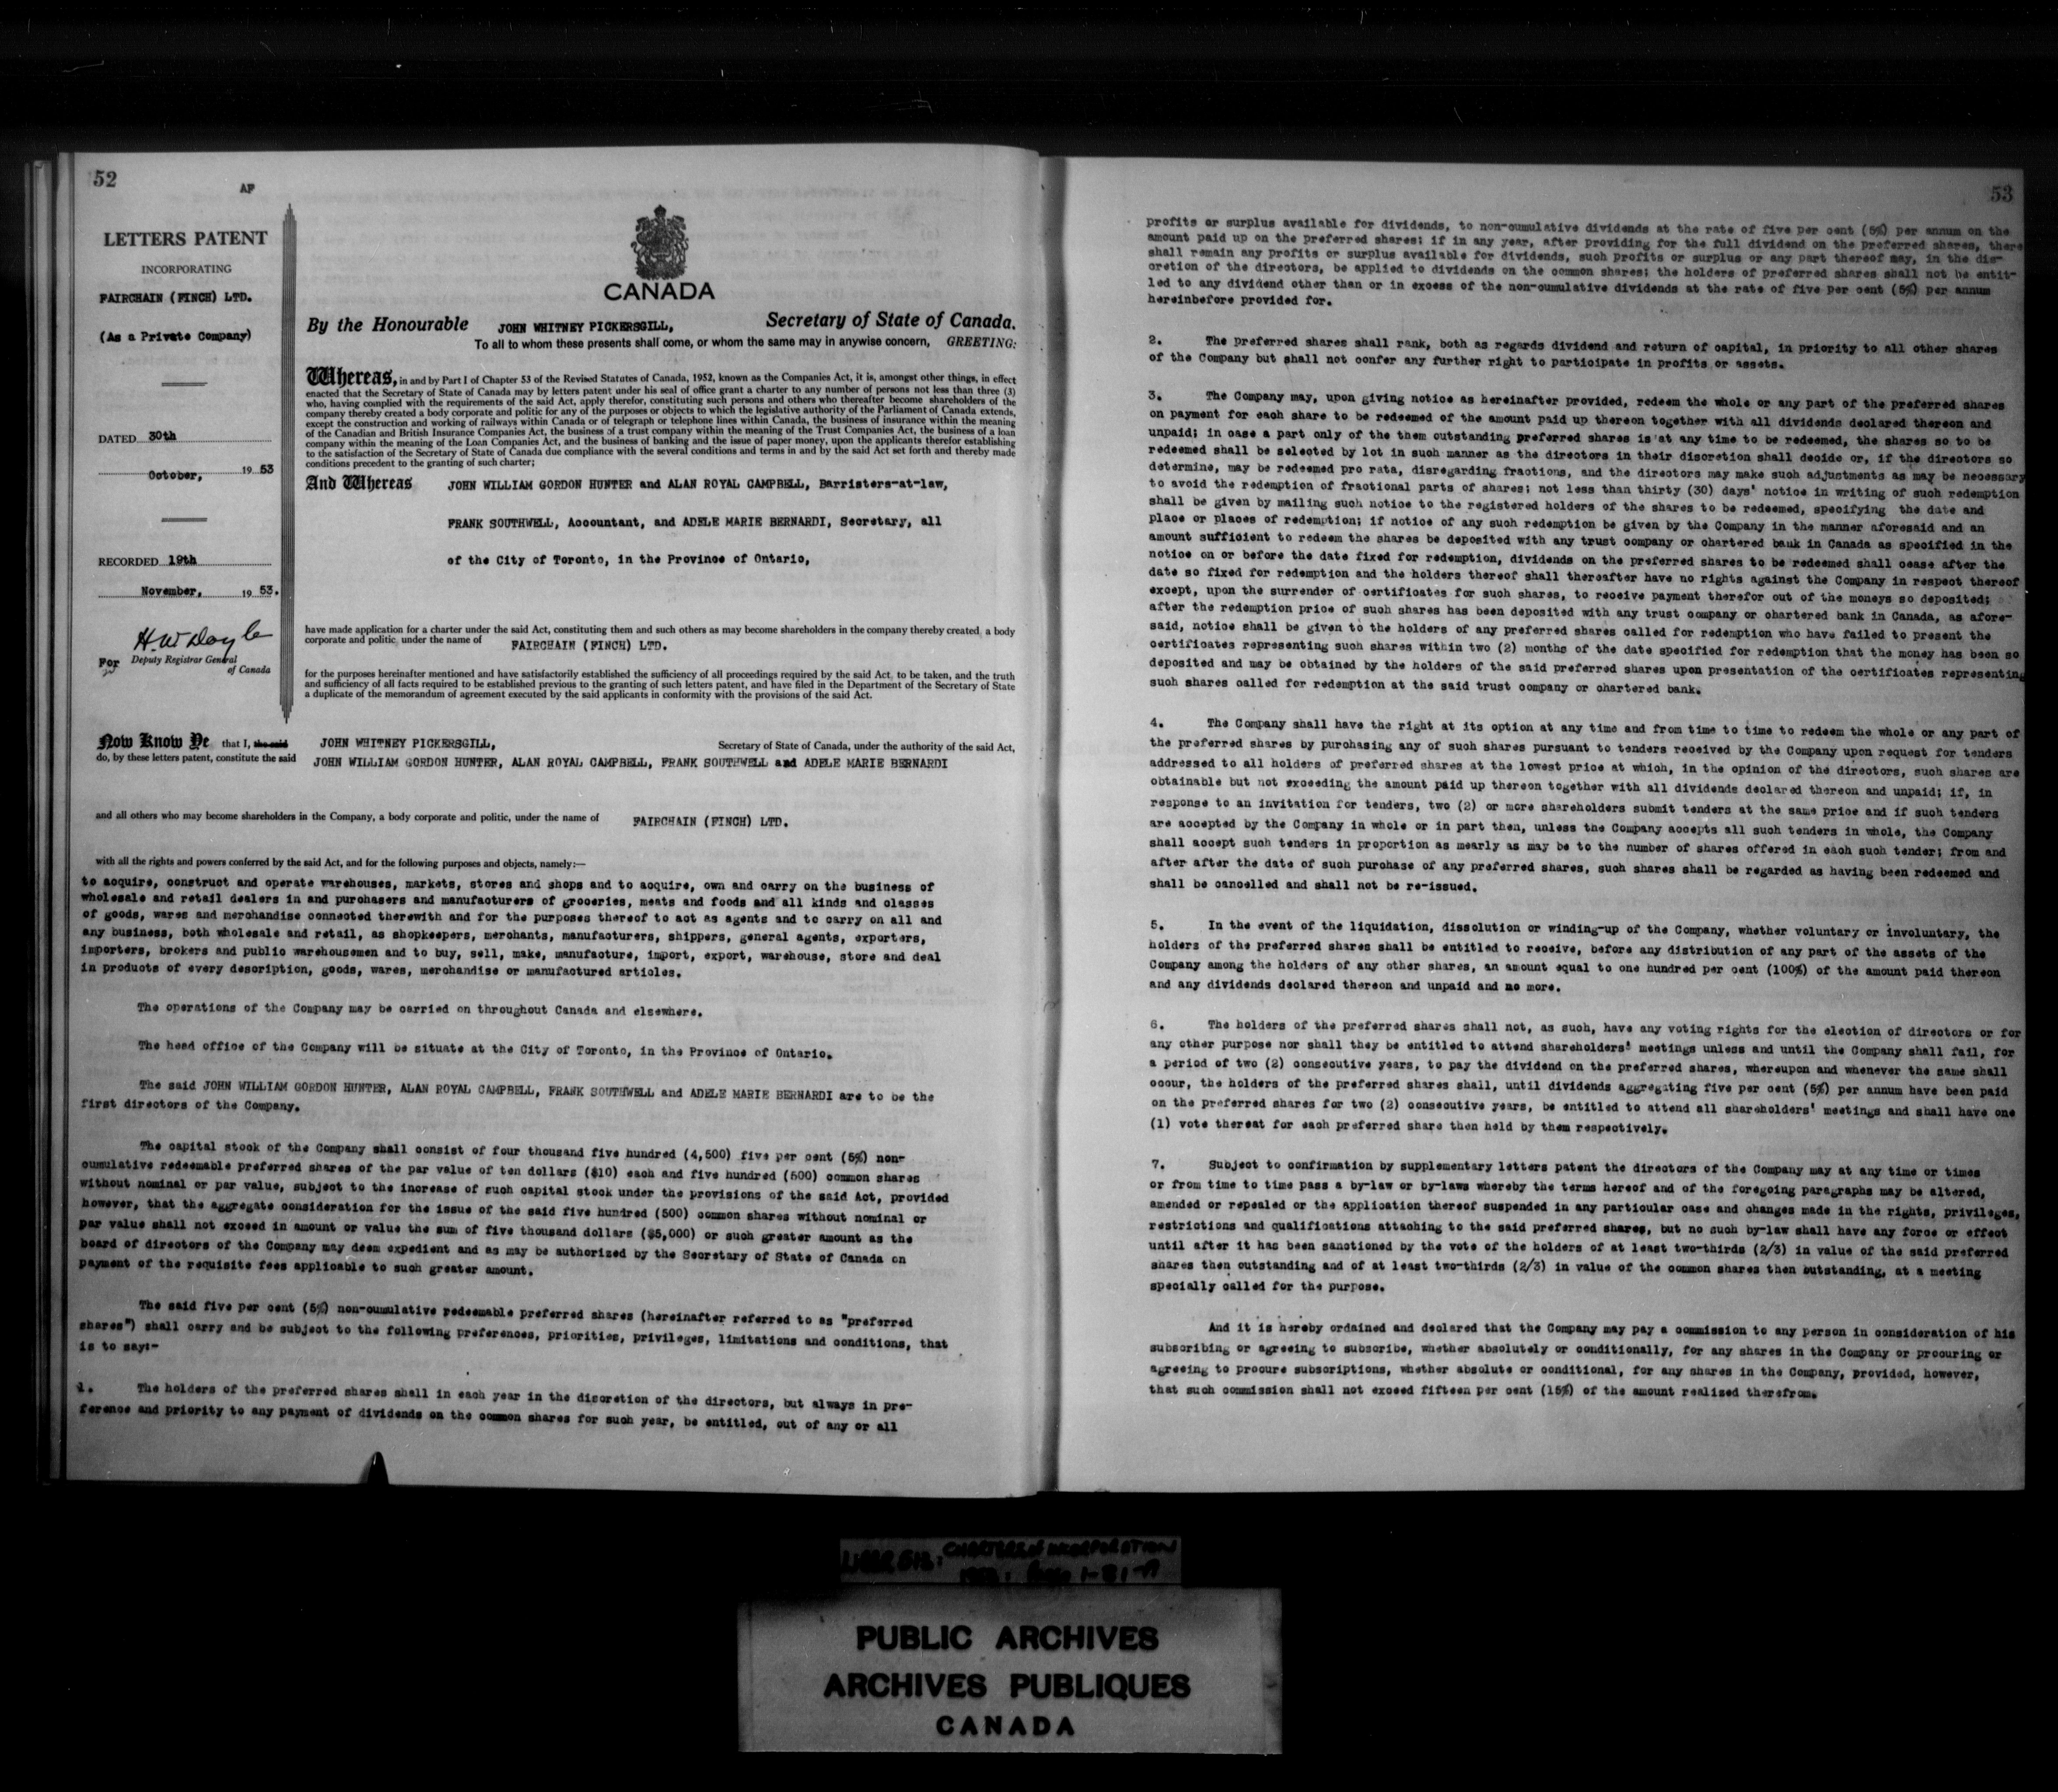 52
AF
LETTERS PATENT
INCORPORATING
FAIRCHAIN (FINCH) LTD.
(As a Private Company)
DATED 30th
October, 19 53
RECORDED 19th
November, 19 53.
H. W. Doyle
For Deputy Registrar General
of Canada
CANADA
By the Honourable JOHN WHITNEY PICKERSGILL, Secretary of State of Canada.
To all to whom these presents shall come, or whom the same may in anywise concern, GREETING:
Whereas, in and by Part I of Chapter 53 of the Revised Statutes of Canada, 1952, known as the Companies Act, it is, amongst other things, in effect
enacted that the Secretary of State of Canada may by letters patent under his seal of office grant a charter to any number of persons not less than three (3)
who, having complied with the requirements of the said Act, apply therefor, constituting such persons and others who thereafter become shareholders of the
company thereby created a body corporate and politic for any of the purposes or objects to which the legislative authority of the Parliament of Canada extends,
except the construction and working of railways within Canada or of telegraph or telephone lines within Canada, the business of insurance within the meaning
of the Canadian and British Insurance Companies Act, the business of a trust company within the meaning of the Trust Companies Act, the business of a loan
company within the meaning of the Loan Companies Act, and the business of banking and the issue of paper money, upon the applicants therefor establishing
to the satisfaction of the Secretary of State of Canada due compliance with the several conditions and terms in and by the said Act set forth and thereby made
conditions precedent to the granting of such charter;
And Whereas JOHN WILLIAM GORDON HUNTER and ALAN ROYAL CAMPBELL, Barristers-at-law,
FRANK SOUTHWELL, Accountant, and ADELE MARIE BERNARDI, Secretary, all
of the City of Toronto, in the Province of Ontario,
have made application for a charter under the said Act, constituting them and such others as may become shareholders in the company thereby created a body
corporate and politic under the name of FAIRCHAIN (FINCH) LTD.
for the purposes hereinafter mentioned and have satisfactorily established the sufficiency of all proceedings required by the said Act to be taken, and the truth
and sufficiency of all facts required to be established previous to the granting of such letters patent, and have filed in the Department of the Secretary of State
a duplicate of the memorandum of agreement executed by the said applicants in conformity with the provisions of the said Act.
Now Know Ye that I, the said JOHN WHITNEY PICKERSGILL, Secretary of State of Canada, under the authority of the said Act,
do, by these letters patent, constitute the said JOHN WILLIAM GORDON HUNTER, ALAN ROYAL CAMPBELL, FRANK SOUTHWELL and ADELE MARIE BERNARDI
and all others who may become shareholders in the Company, a body corporate and politic, under the name of FAIRCHAIN (FINCH) LTD.
with all the rights and powers conferred by the said Act, and for the following purposes and objects, namely:—
to acquire, construct and operate warehouses, markets, stores and shops and to acquire, own and carry on the business of
wholesale and retail dealers in and purchasers and manufacturers of groceries, meats and foods and all kinds and classes
of goods, wares and merchandise connected therewith and for the purposes thereof to act as agents and to carry on all and
any business, both wholesale and retail, as shopkeepers, merchants, manufacturers, shippers, general agents, exporters,
importers, brokers and public warehousemen and to buy, sell, make, manufacture, import, export, warehouse, store and deal
in products of every description, goods, wares, merchandise or manufactured articles.
The operations of the Company may be carried on throughout Canada and elsewhere.
The head office of the Company will be situate at the City of Toronto, in the Province of Ontario.
The said JOHN WILLIAM GORDON HUNTER, ALAN ROYAL CAMPBELL, FRANK SOUTHWELL and ADELE MARIE BERNARDI are to be the
first directors of the Company.
The capital stock of the Company shall consist of four thousand five hundred (4,500) five per cent (5%) non-
cumulative redeemable preferred shares of the par value of ten dollars ($10) each and five hundred (500) common shares
without nominal or par value, subject to the increase of such capital stock under the provisions of the said Act, provided
however, that the aggregate consideration for the issue of the said five hundred (500) common shares without nominal or
par value shall not exceed in amount or value the sum of five thousand dollars ($5,000) or such greater amount as the
board of directors of the Company may deem expedient and as may be authorized by the Secretary of State of Canada on
payment of the requisite fees applicable to such greater amount.
The said five per cent (5%) non-cumulative redeemable preferred shares (hereinafter referred to as "preferred
shares") shall carry and be subject to the following preferences, priorities, privileges, limitations and conditions, that
is to say:-
1. The holders of the preferred shares shall in each year in the discretion of the directors, but always in pre-
ference and priority to any payment of dividends on the common shares for such year, be entitled, out of any or all
53
profits or surplus available for dividends, to non-cumulative dividends at the rate of five per cent (5%) per annum on the
amount paid up on the preferred shares; if in any year, after providing for the full dividend on the preferred shares, there
shall remain any profits or surplus available for dividends, such profits or surplus or any part thereof may, in the dis-
cretion of the directors, be applied to dividends on the common shares; the holders of preferred shares shall not be entit-
led to any dividend other than or in excess of the non-cumulative dividends at the rate of five per cent (5%) per annum
hereinbefore provided for.
2. The preferred shares shall rank, both as regards dividend and return of capital, in priority to all other shares
of the Company but shall not confer any further right to participate in profits or assets.
3. The Company may, upon giving notice as hereinafter provided, redeem the whole or any part of the preferred shares
on payment for each share to be redeemed of the amount paid up thereon together with all dividends declared thereon and
unpaid; in case a part only of the them outstanding preferred shares is at any time to be redeemed, the shares so to be
redeemed shall be selected by lot in such manner as the directors in their discretion shall decide or, if the directors so
determine, may be redeemed pro rata, disregarding fractions, and the directors may make such adjustments as may be necessary
to avoid the redemption of fractional parts of shares; not less than thirty (30) days' notice in writing of such redemption
shall be given by mailing such notice to the registered holders of the shares to be redeemed, specifying the date and
place or places of redemption; if notice of any such redemption be given by the Company in the manner aforesaid and an
amount sufficient to redeem the shares be deposited with any trust company or chartered bank in Canada as specified in the
notice on or before the date fixed for redemption, dividends on the preferred shares to be redeemed shall cease after the
date so fixed for redemption and the holders thereof shall thereafter have no rights against the Company in respect thereof
except, upon the surrender of certificates for such shares, to receive payment therefor out of the moneys so deposited;
after the redemption price of such shares has been deposited with any trust company or chartered bank in Canada, as afore-
said, notice shall be given to the holders of any preferred shares called for redemption who have failed to present the
certificates representing such shares within two (2) months of the date specified for redemption that the money has been so
deposited and may be obtained by the holders of the said preferred shares upon presentation of the certificates representing
such shares called for redemption at the said trust company or chartered bank.
4. The Company shall have the right at its option at any time and from time to time to redeem the whole or any part of
the preferred shares by purchasing any of such shares pursuant to tenders received by the Company upon request for tenders
addressed to all holders of preferred shares at the lowest price at which, in the opinion of the directors, such shares are
obtainable but not exceeding the amount paid up thereon together with all dividends declared thereon and unpaid; if, in
response to an invitation for tenders, two (2) or more shareholders submit tenders at the same price and if such tenders
are accepted by the Company in whole or in part then, unless the Company accepts all such tenders in whole, the Company
shall accept such tenders in proportion as mearly as may be to the number of shares offered in each such tender; from and
after after the date of such purchase of any preferred shares, such shares shall be regarded as having been redeemed and
shall be cancelled and shall not be re-issued.
5. In the event of the liquidation, dissolution or winding-up of the Company, whether voluntary or involuntary, the
holders of the preferred shares shall be entitled to receive, before any distribution of any part of the assets of the
Company among the holders of any other shares, an amount equal to one hundred per cent (100%) of the amount paid thereon
and any dividends declared thereon and unpaid and no more.
6. The holders of the preferred shares shall not, as such, have any voting rights for the election of directors or for
any other purpose nor shall they be entitled to attend shareholders' meetings unless and until the Company shall fail, for
a period of two (2) consecutive years, to pay the dividend on the preferred shares, whereupon and whenever the same shall
occur, the holders of the preferred shares shall, until dividends aggregating five per cent (5%) per annum have been paid
on the preferred shares for two (2) consecutive years, be entitled to attend all shareholders' meetings and shall have one
(1) vote thereat for each preferred share then held by them respectively.
7. Subject to confirmation by supplementary letters patent the directors of the Company may at any time or times
or from time to time pass a by-law or by-laws whereby the terms hereof and of the foregoing paragraphs may be altered,
amended or repealed or the application thereof suspended in any particular case and changes made in the rights, privileges,
restrictions and qualifications attaching to the said preferred shares, but no such by-law shall have any force or effect
until after it has been sanctioned by the vote of the holders of at least two-thirds (2/3) in value of the said preferred
shares then outstanding and of at least two-thirds (2/3) in value of the common shares then outstanding, at a meeting
specially called for the purpose.
And it is hereby ordained and declared that the Company may pay a commission to any person in consideration of his
subscribing or agreeing to subscribe, whether absolutely or conditionally, for any shares in the Company or procuring or
agreeing to procure subscriptions, whether absolute or conditional, for any shares in the Company, provided, however,
that such commission shall not exceed fifteen per cent (15%) of the amount realized therefrom.
CHARTERS OF INCORPORATION
PUBLIC ARCHIVES
ARCHIVES PUBLIQUES
CANADA